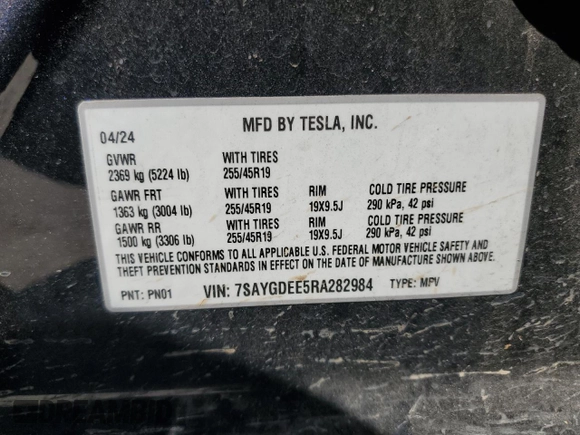 MFD BY TESLA, INC.
04/24
GVWR WITH TIRES
2369 kg (5224 lb) 255/45R19
GAWR FRT WITH TIRES RIM COLD TIRE PRESSURE
1363 kg (3004 lb) 255/45R19 19X9.5J 290 kPa, 42 psi
GAWR RR WITH TIRES RIM COLD TIRE PRESSURE
1500 kg (3306 lb) 255/45R19 19X9.5J 290 kPa, 42 psi
THIS VEHICLE CONFORMS TO ALL APPLICABLE U.S. FEDERAL MOTOR VEHICLE SAFETY AND
THEFT PREVENTION STANDARDS IN EFFECT ON THE DATE OF MANUFACTURE SHOWN ABOVE.
PNT: PN01 VIN: 7SAYGDEE5RA282984 TYPE: MPV